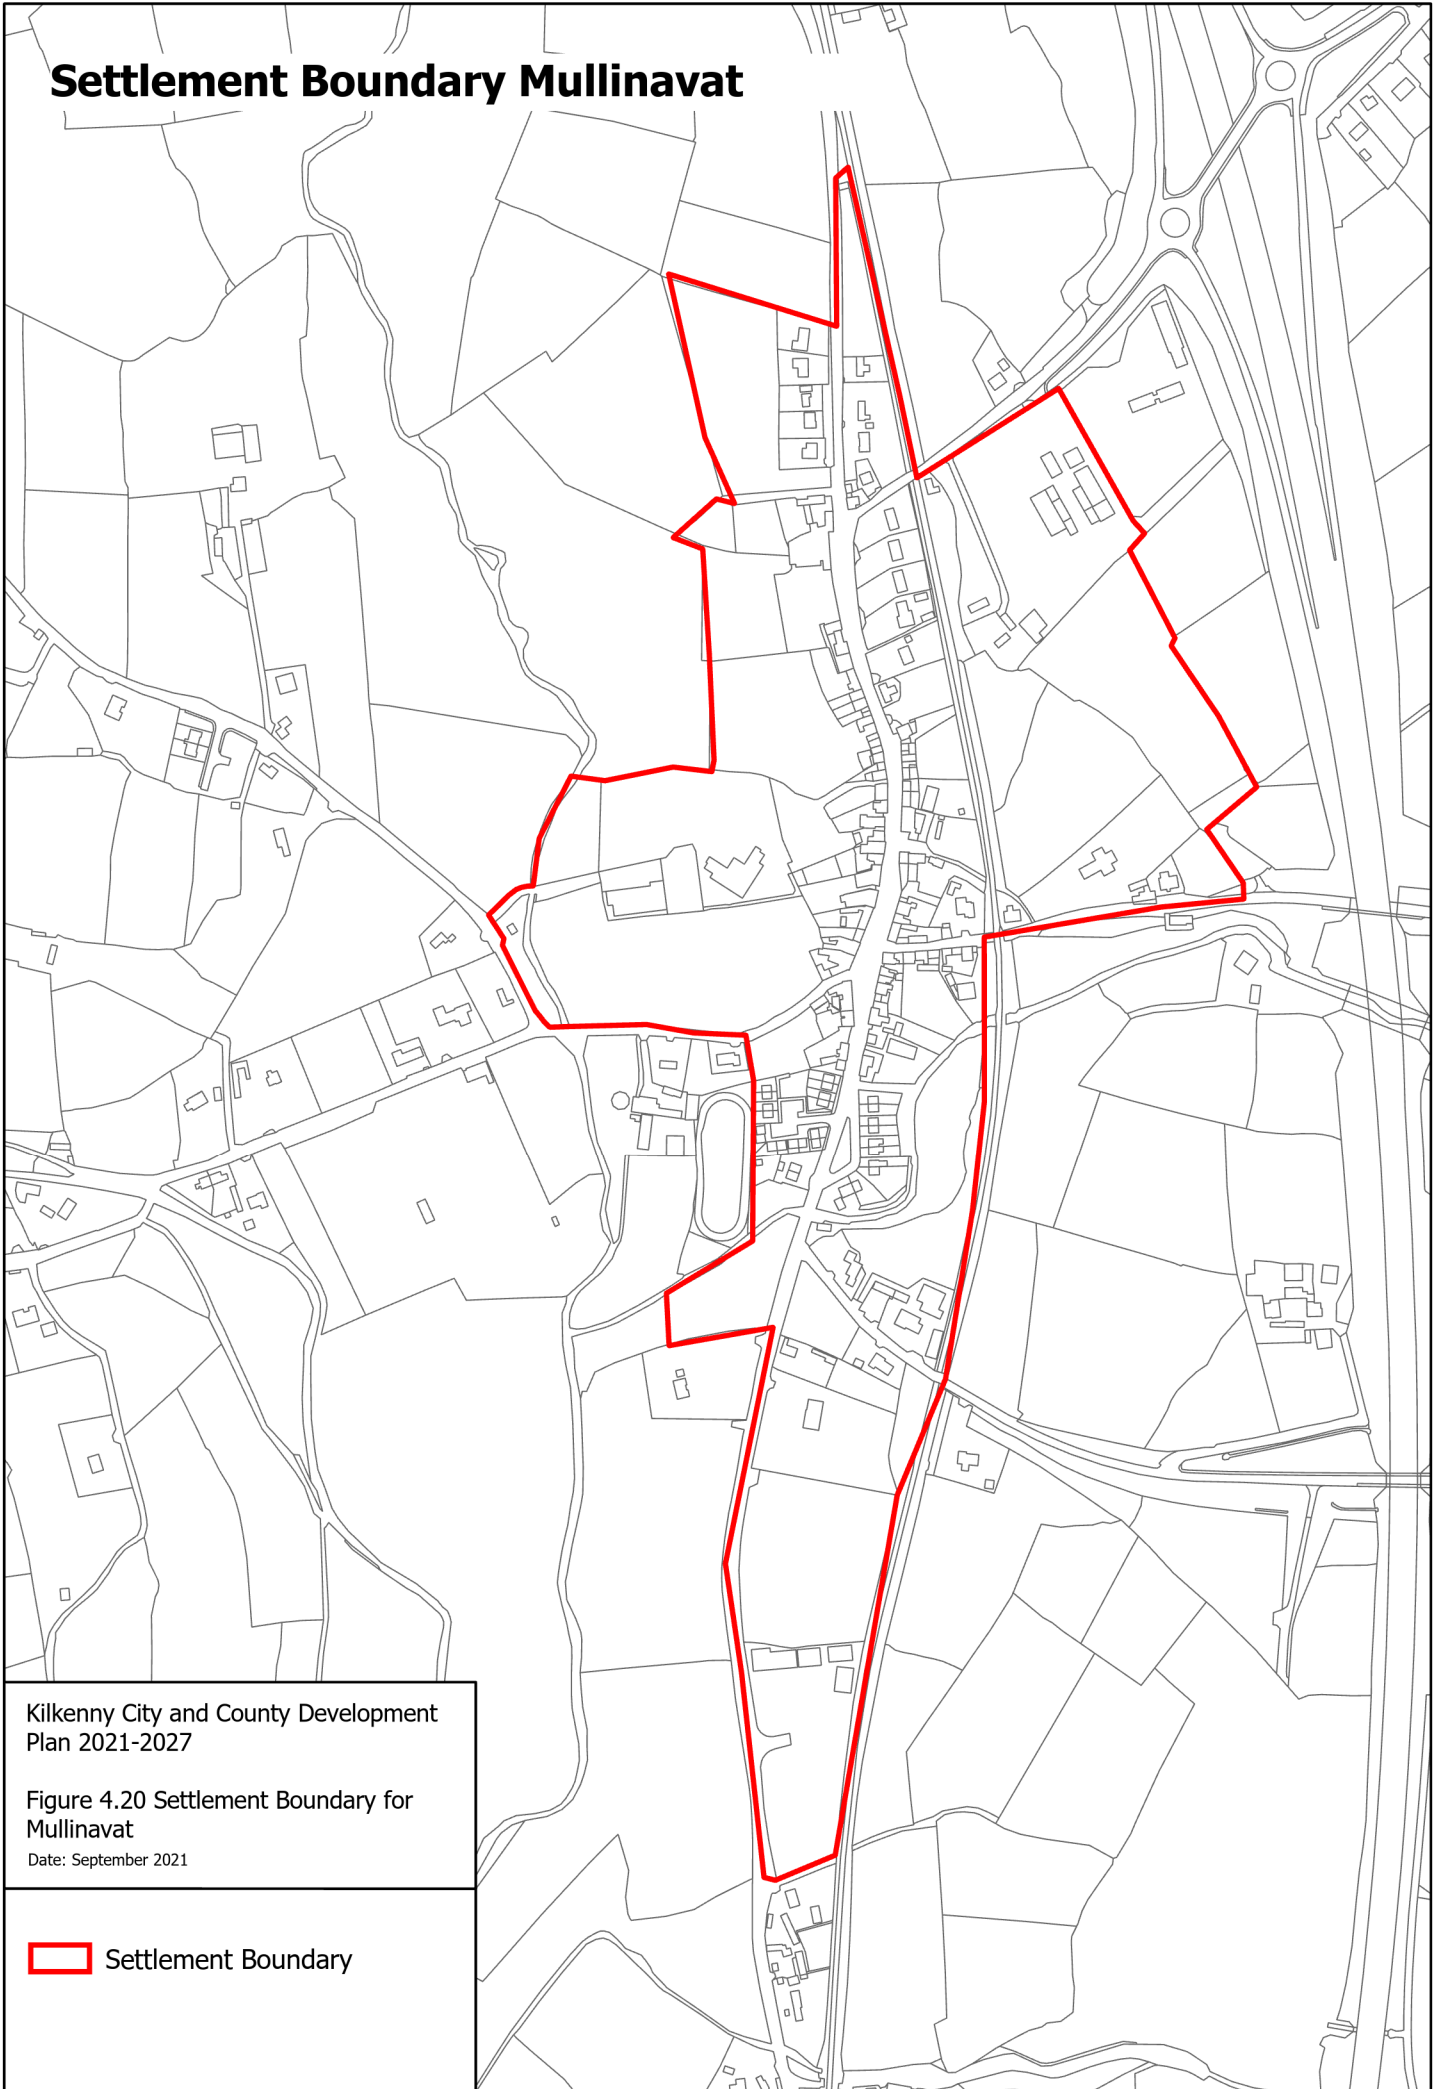 Settlement Boundary Mullinavat
Kilkenny City and County Development
Plan 2021-2027
Figure 4.20 Settlement Boundary for
Mullinavat
Date: September 2021
Settlement Boundary